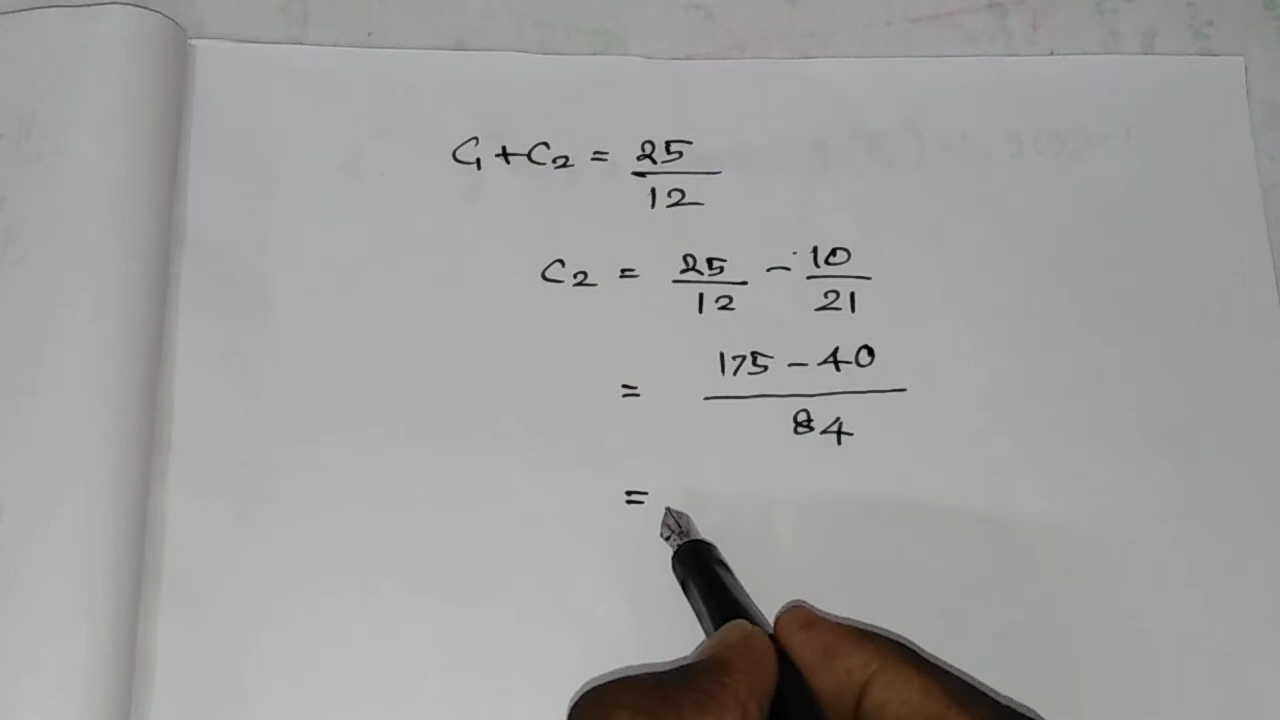 C₁ + C₂ = 25/12
C₂ = 25/12 - 10/21
= 175 - 40/84
=